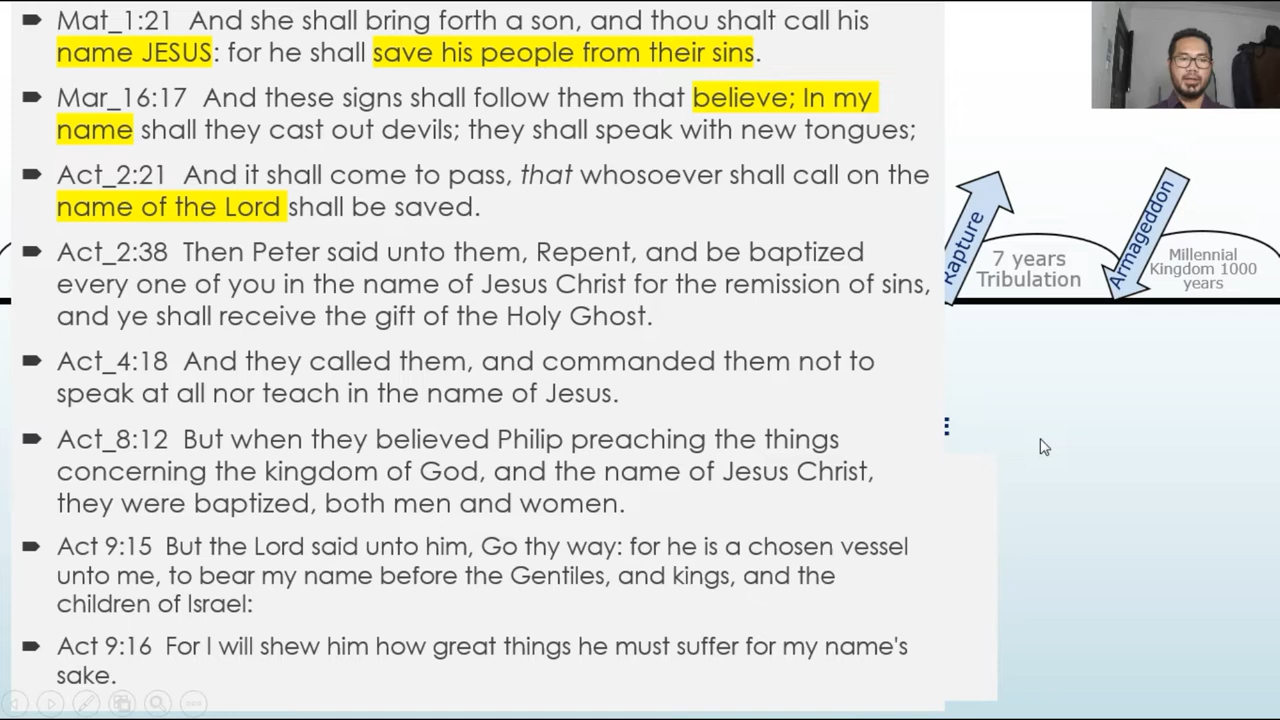 Mat_1:21 And she shall bring forth a son, and thou shalt call his
name JESUS: for he shall save his people from their sins.
Mar_16:17 And these signs shall follow them that believe; In my
name shall they cast out devils; they shall speak with new tongues;
Act_2:21 And it shall come to pass, that whosoever shall call on the
name of the Lord shall be saved.
Act_2:38 Then Peter said unto them, Repent, and be baptized
every one of you in the name of Jesus Christ for the remission of sins,
and ye shall receive the gift of the Holy Ghost.
Act_4:18 And they called them, and commanded them not to
speak at all nor teach in the name of Jesus.
Act_8:12 But when they believed Philip preaching the things
concerning the kingdom of God, and the name of Jesus Christ,
they were baptized, both men and women.
Act 9:15 But the Lord said unto him, Go thy way: for he is a chosen vessel
unto me, to bear my name before the Gentiles, and kings, and the
children of Israel:
Act 9:16 For I will shew him how great things he must suffer for my name's
sake.
Rapture
7 years
Tribulation
Armageddon
Millennial
Kingdom 1000
years